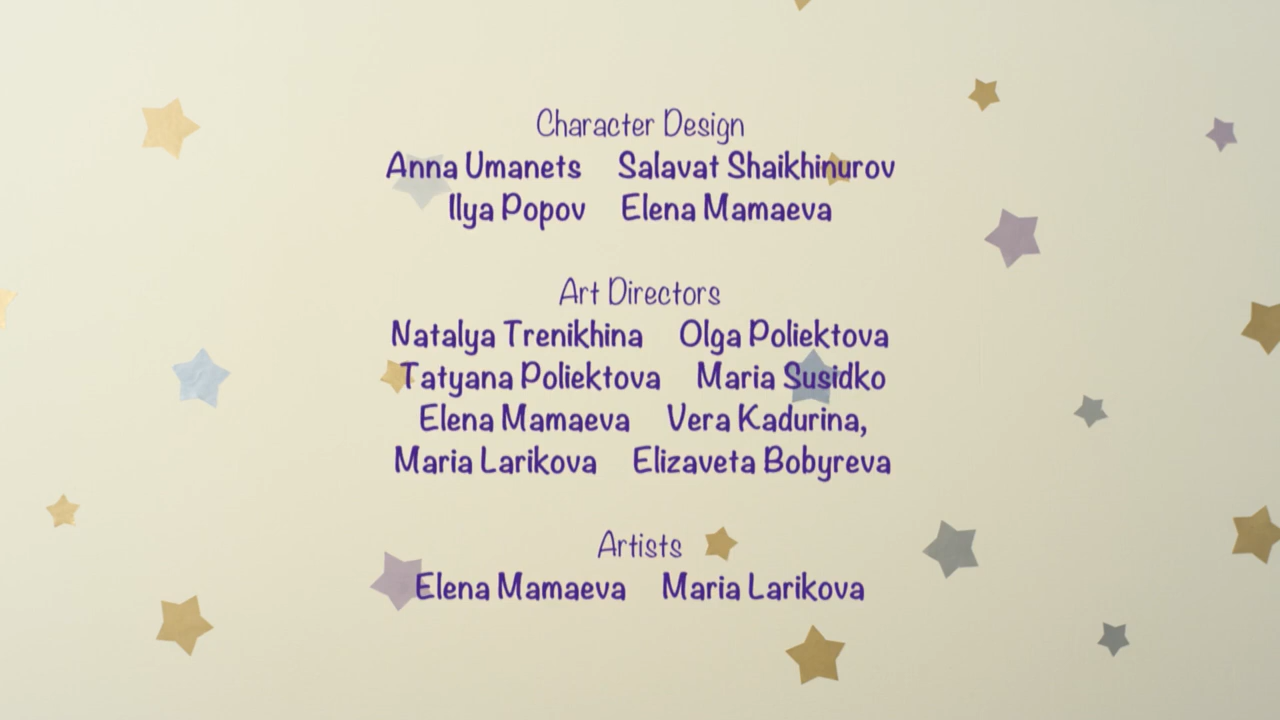 Character Design
Anna Umanets Salavat Shaikhinurov
Ilya Popov Elena Mamaeva
Art Directors
Natalya Trenikhina Olga Poliektova
Tatyana Poliektova Maria Susidko
Elena Mamaeva Vera Kadurina,
Maria Larikova Elizaveta Bobyreva
Artists
Elena Mamaeva Maria Larikova